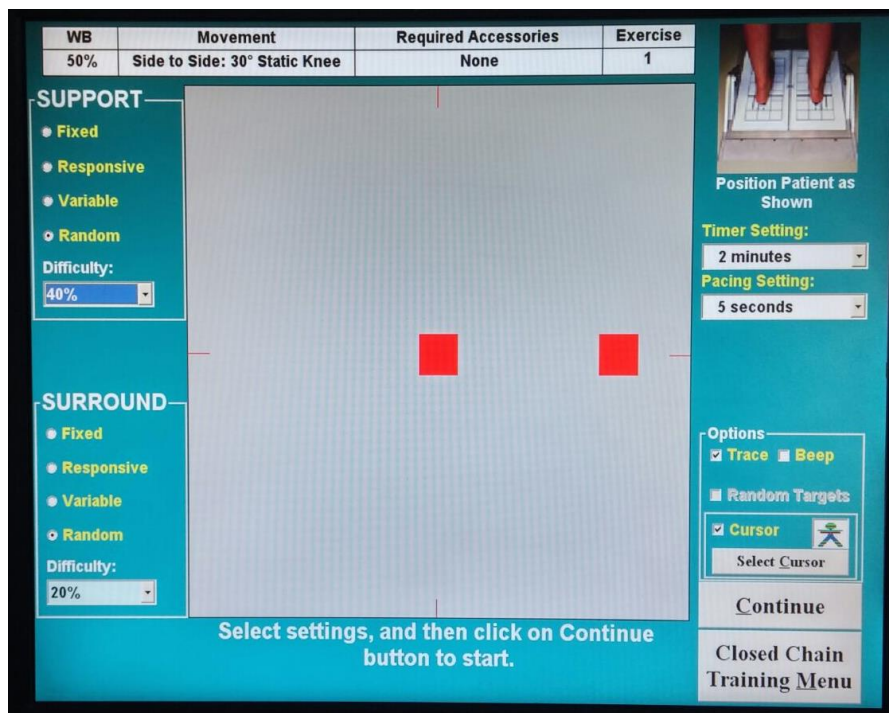 WB Movement Required Accessories Exercise
50% Side to Side: 30° Static Knee None 1
SUPPORT
Fixed
Responsive
Variable
Random
Difficulty:
40%
SURROUND
Fixed
Responsive
Variable
Random
Difficulty:
20%
Select settings, and then click on Continue
button to start.
Position Patient as
Shown
Timer Setting:
2 minutes
Pacing Setting:
5 seconds
Options
Trace Beep
Random Targets
Cursor
Select Cursor
Continue
Closed Chain
Training Menu